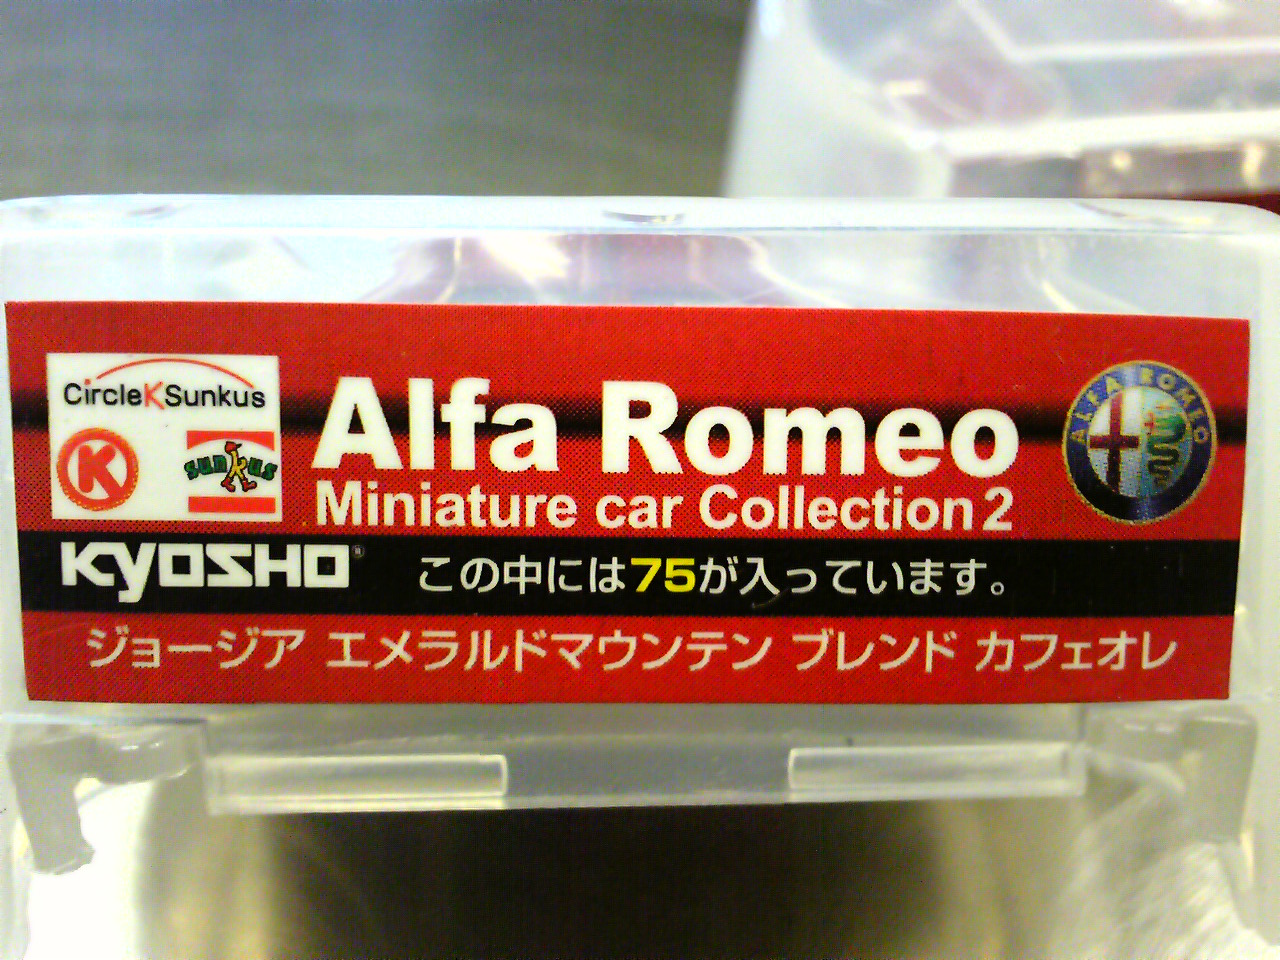 CircleKSunkus
K
sunkus
Alfa Romeo
Miniature car Collection2
ALFA ROMEO
KYOSHO®
この中には75が入っています。
ジョージア エメラルドマウンテン ブレンド カフェオレ